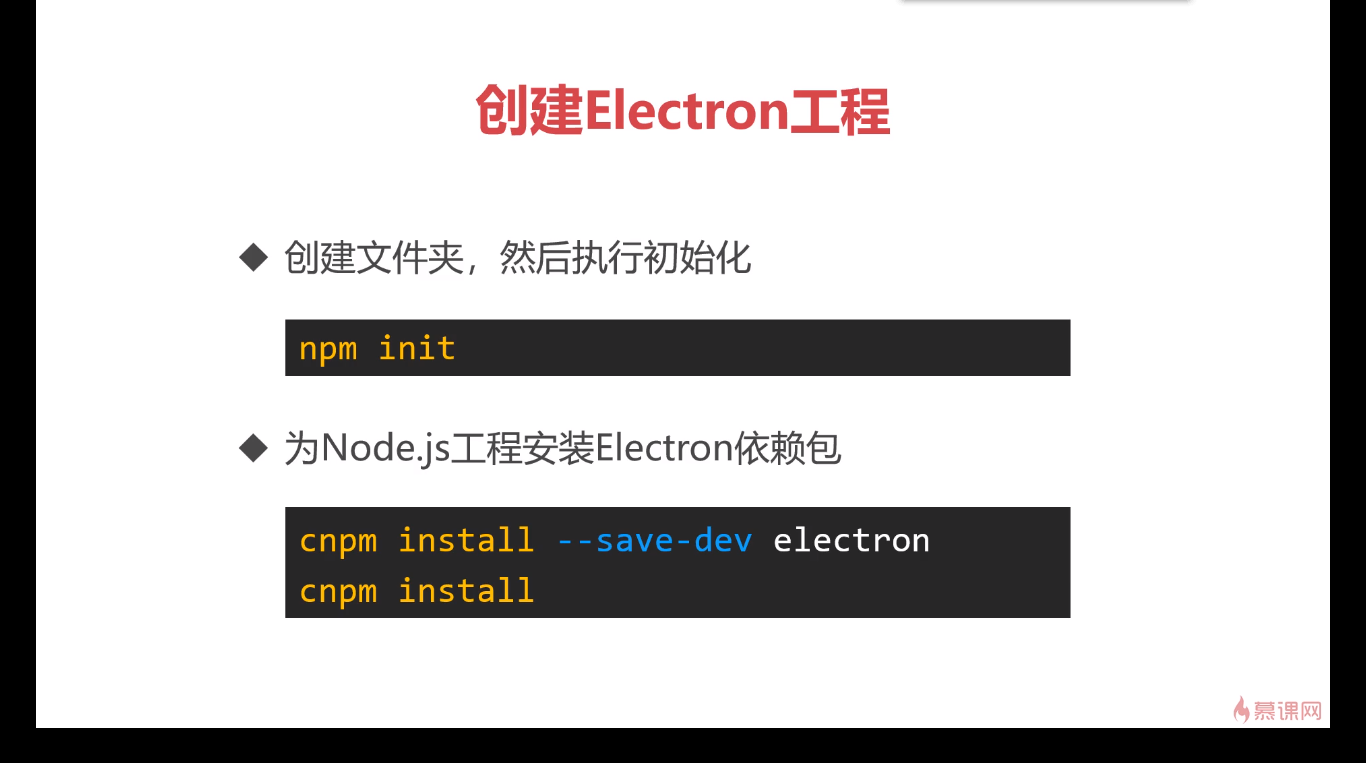 创建Electron工程
创建文件夹，然后执行初始化
npm init
为Node.js工程安装Electron依赖包
cnpm install --save-dev electron
cnpm install
慕课网